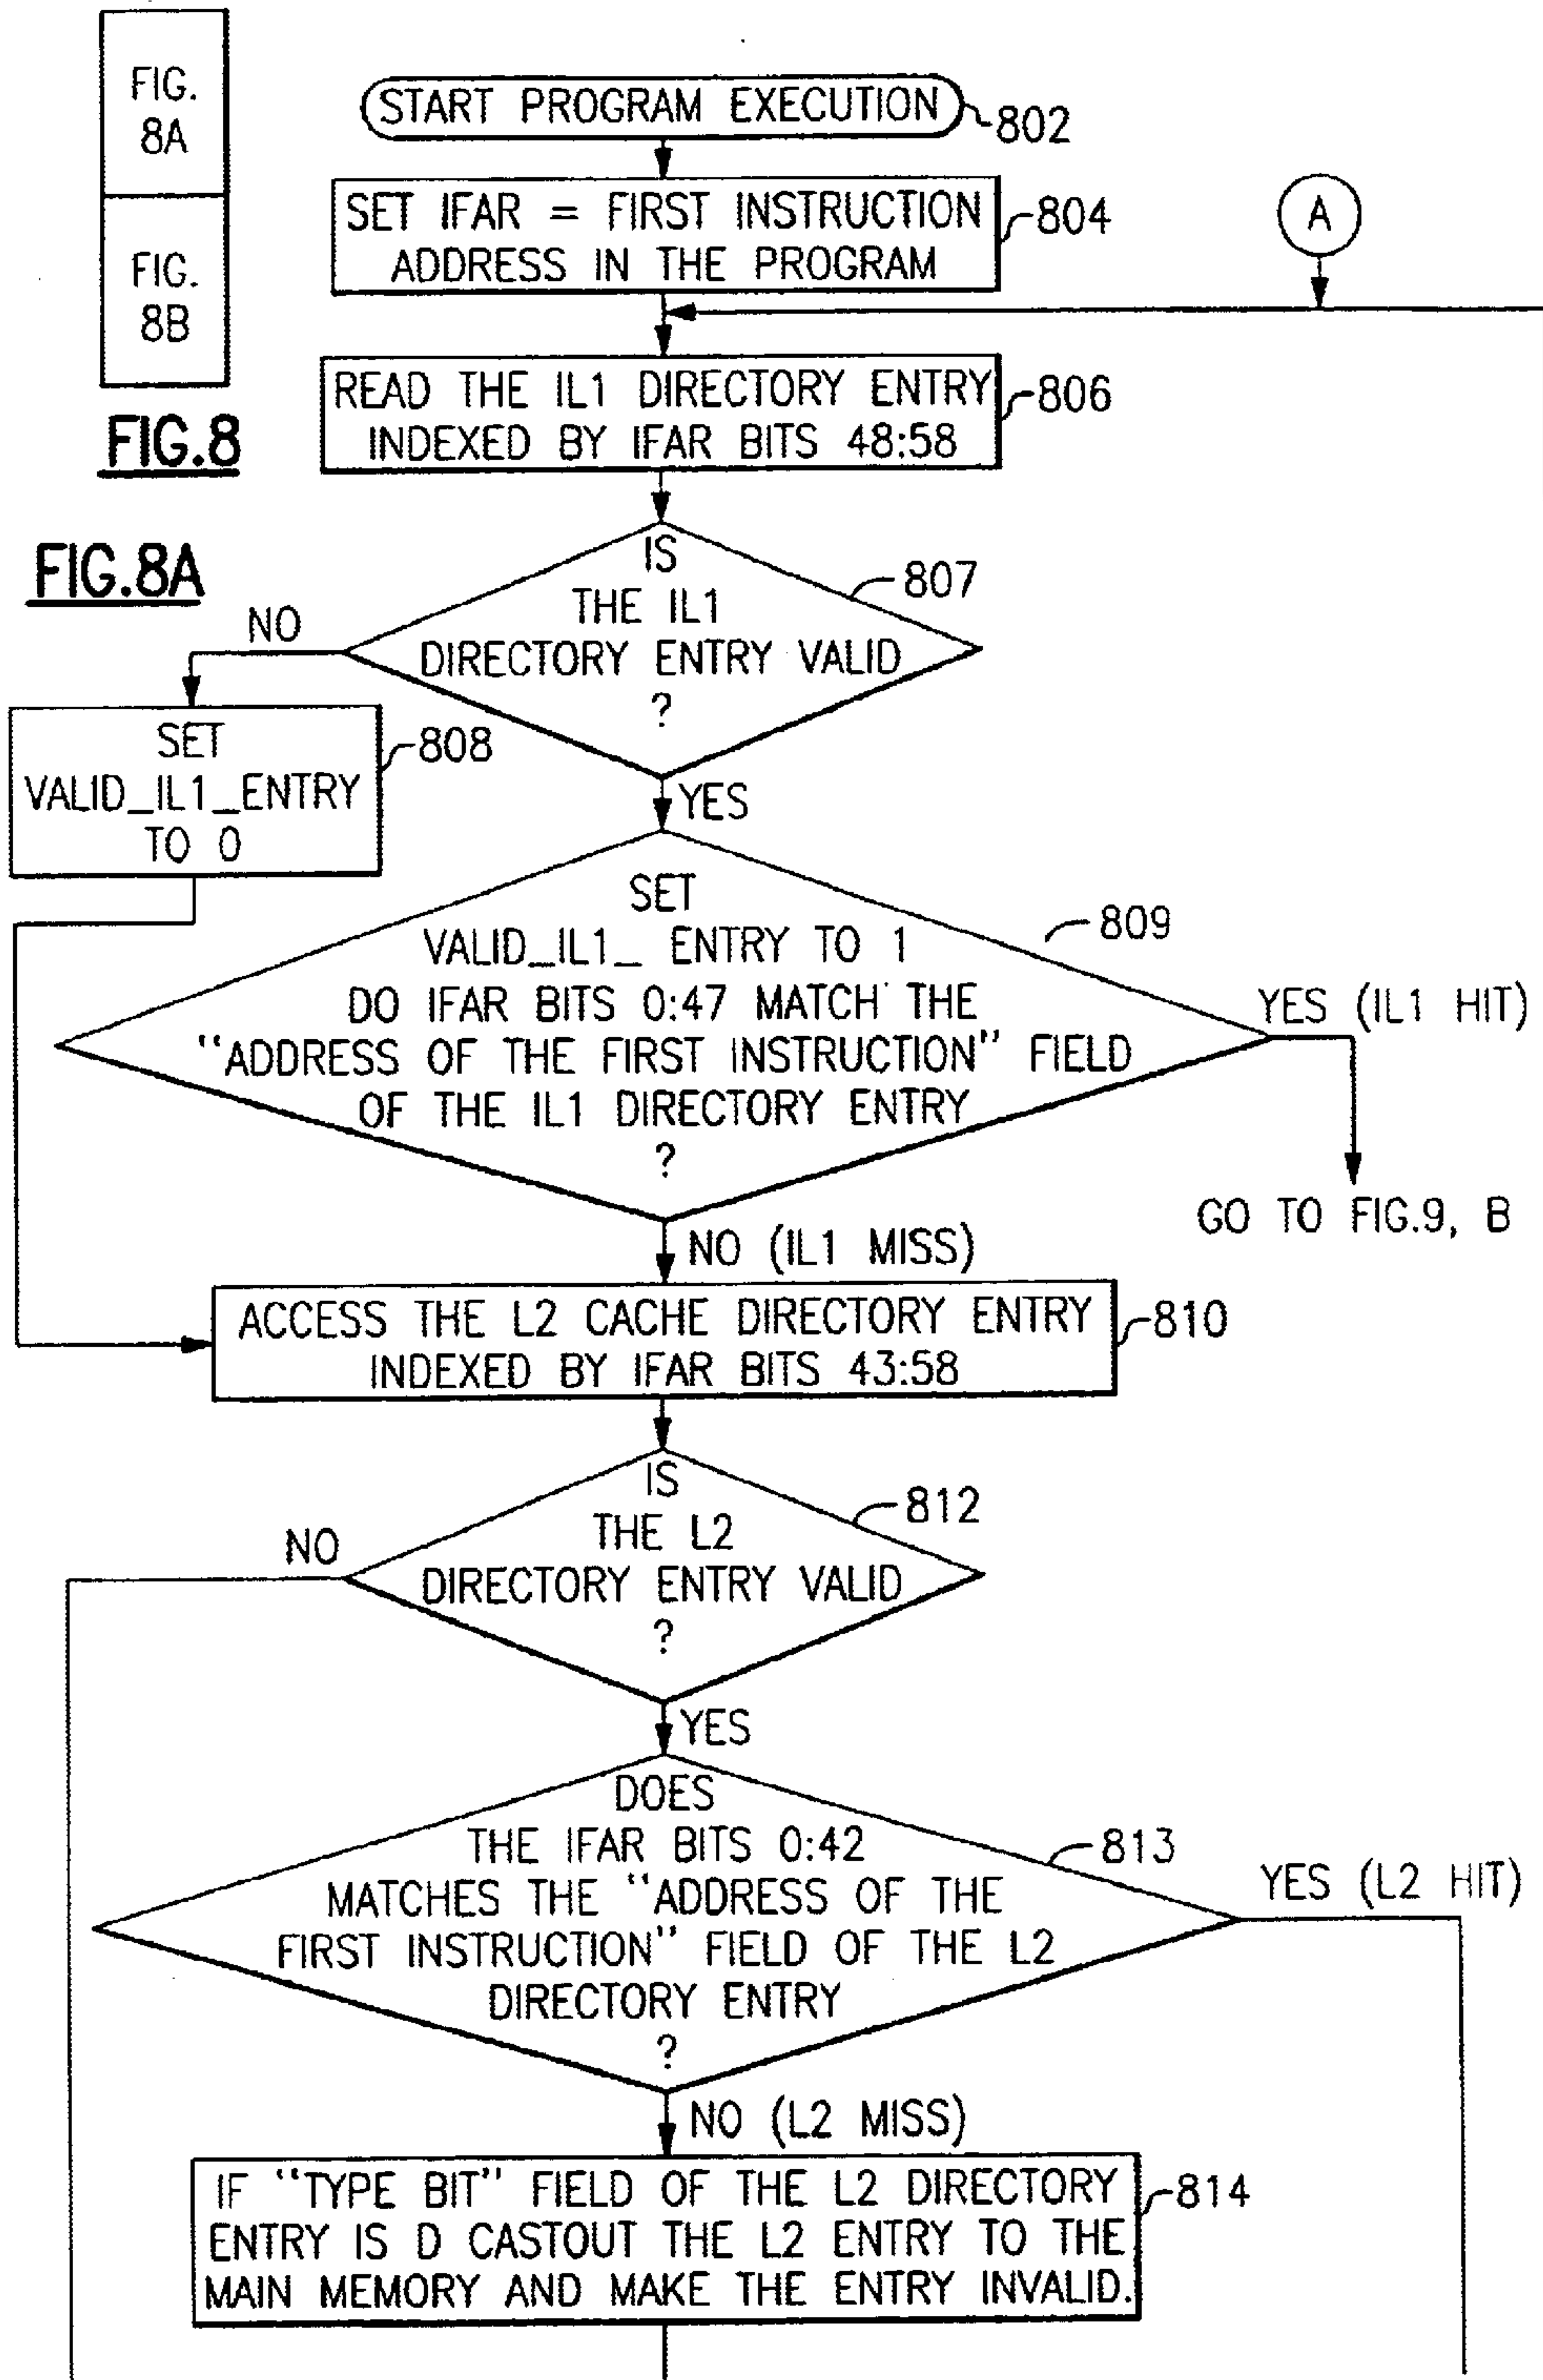 FIG.
8A
FIG.
8B
FIG.8
FIG.8A
START PROGRAM EXECUTION
802
SET IFAR = FIRST INSTRUCTION
ADDRESS IN THE PROGRAM
804
A
READ THE IL1 DIRECTORY ENTRY
INDEXED BY IFAR BITS 48:58
806
IS
THE IL1
DIRECTORY ENTRY VALID
?
807
NO
SET
VALID_IL1_ENTRY
TO 0
808
YES
SET
VALID_IL1_ ENTRY TO 1
DO IFAR BITS 0:47 MATCH THE
"ADDRESS OF THE FIRST INSTRUCTION" FIELD
OF THE IL1 DIRECTORY ENTRY
?
809
YES (IL1 HIT)
GO TO FIG.9, B
NO (IL1 MISS)
ACCESS THE L2 CACHE DIRECTORY ENTRY
INDEXED BY IFAR BITS 43:58
810
IS
THE L2
DIRECTORY ENTRY VALID
?
812
NO
YES
DOES
THE IFAR BITS 0:42
MATCHES THE "ADDRESS OF THE
FIRST INSTRUCTION" FIELD OF THE L2
DIRECTORY ENTRY
?
813
YES (L2 HIT)
NO (L2 MISS)
IF "TYPE BIT" FIELD OF THE L2 DIRECTORY
ENTRY IS D CASTOUT THE L2 ENTRY TO THE
MAIN MEMORY AND MAKE THE ENTRY INVALID.
814